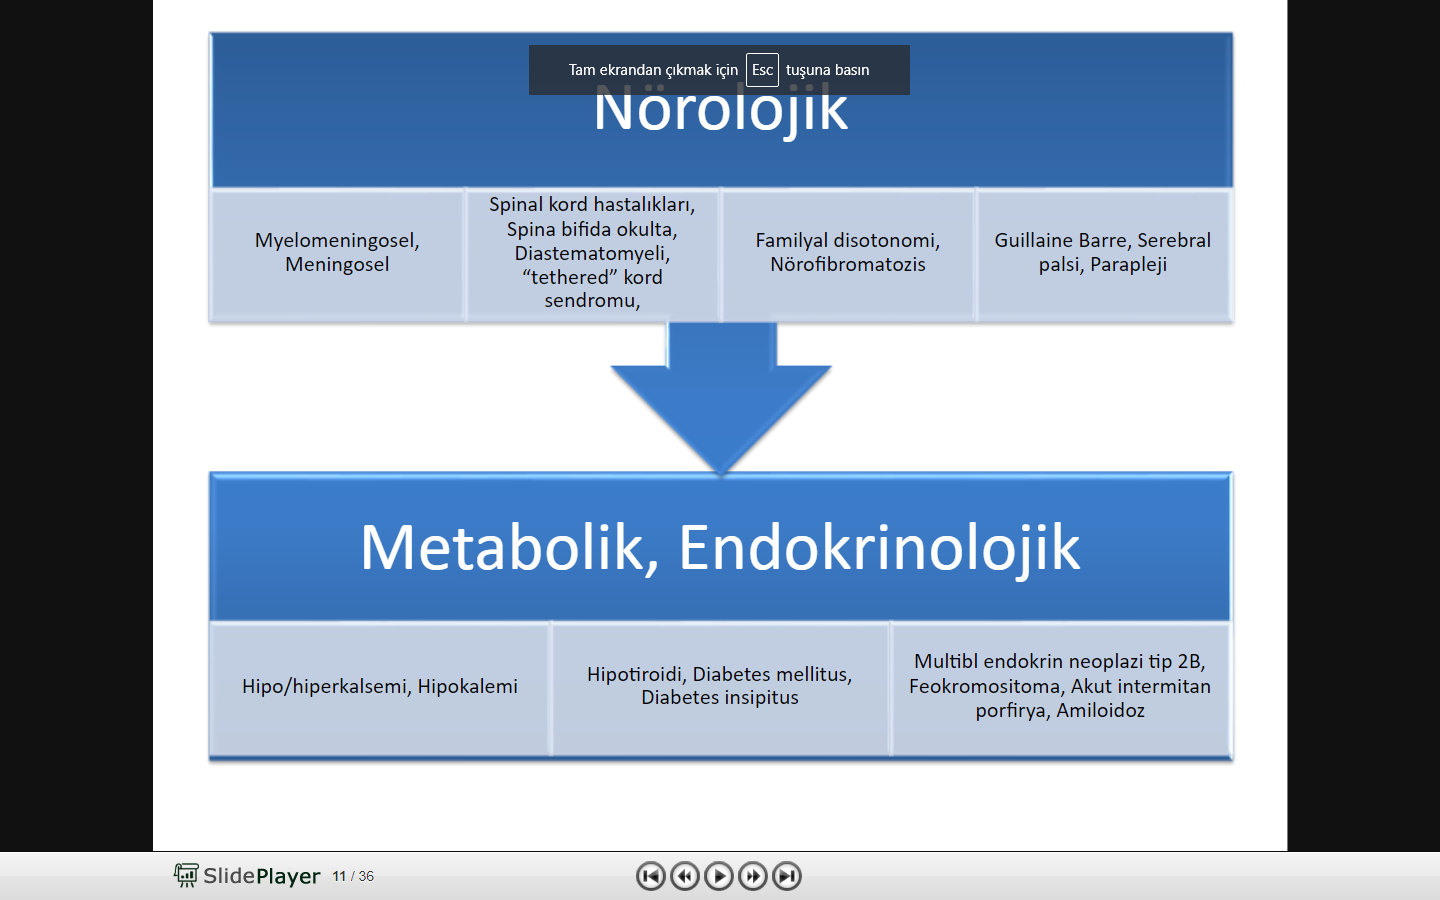 Tam ekrandan çıkmak için Esc tuşuna basın
Nörolojik
Myelomeningosel,
Meningosel
Spinal kord hastalıkları,
Spina bifida okulta,
Diastematomyeli,
“tethered” kord
sendromu,
Familyal disotonomi,
Nörofibromatozis
Guillaine Barre, Serebral
palsi, Parapleji
Metabolik, Endokrinolojik
Hipo/hiperkalsemi, Hipokalemi
Hipotiroidi, Diabetes mellitus,
Diabetes insipitus
Multibl endokrin neoplazi tip 2B,
Feokromositoma, Akut intermitan
porfirya, Amiloidoz
SlidePlayer 11 / 36